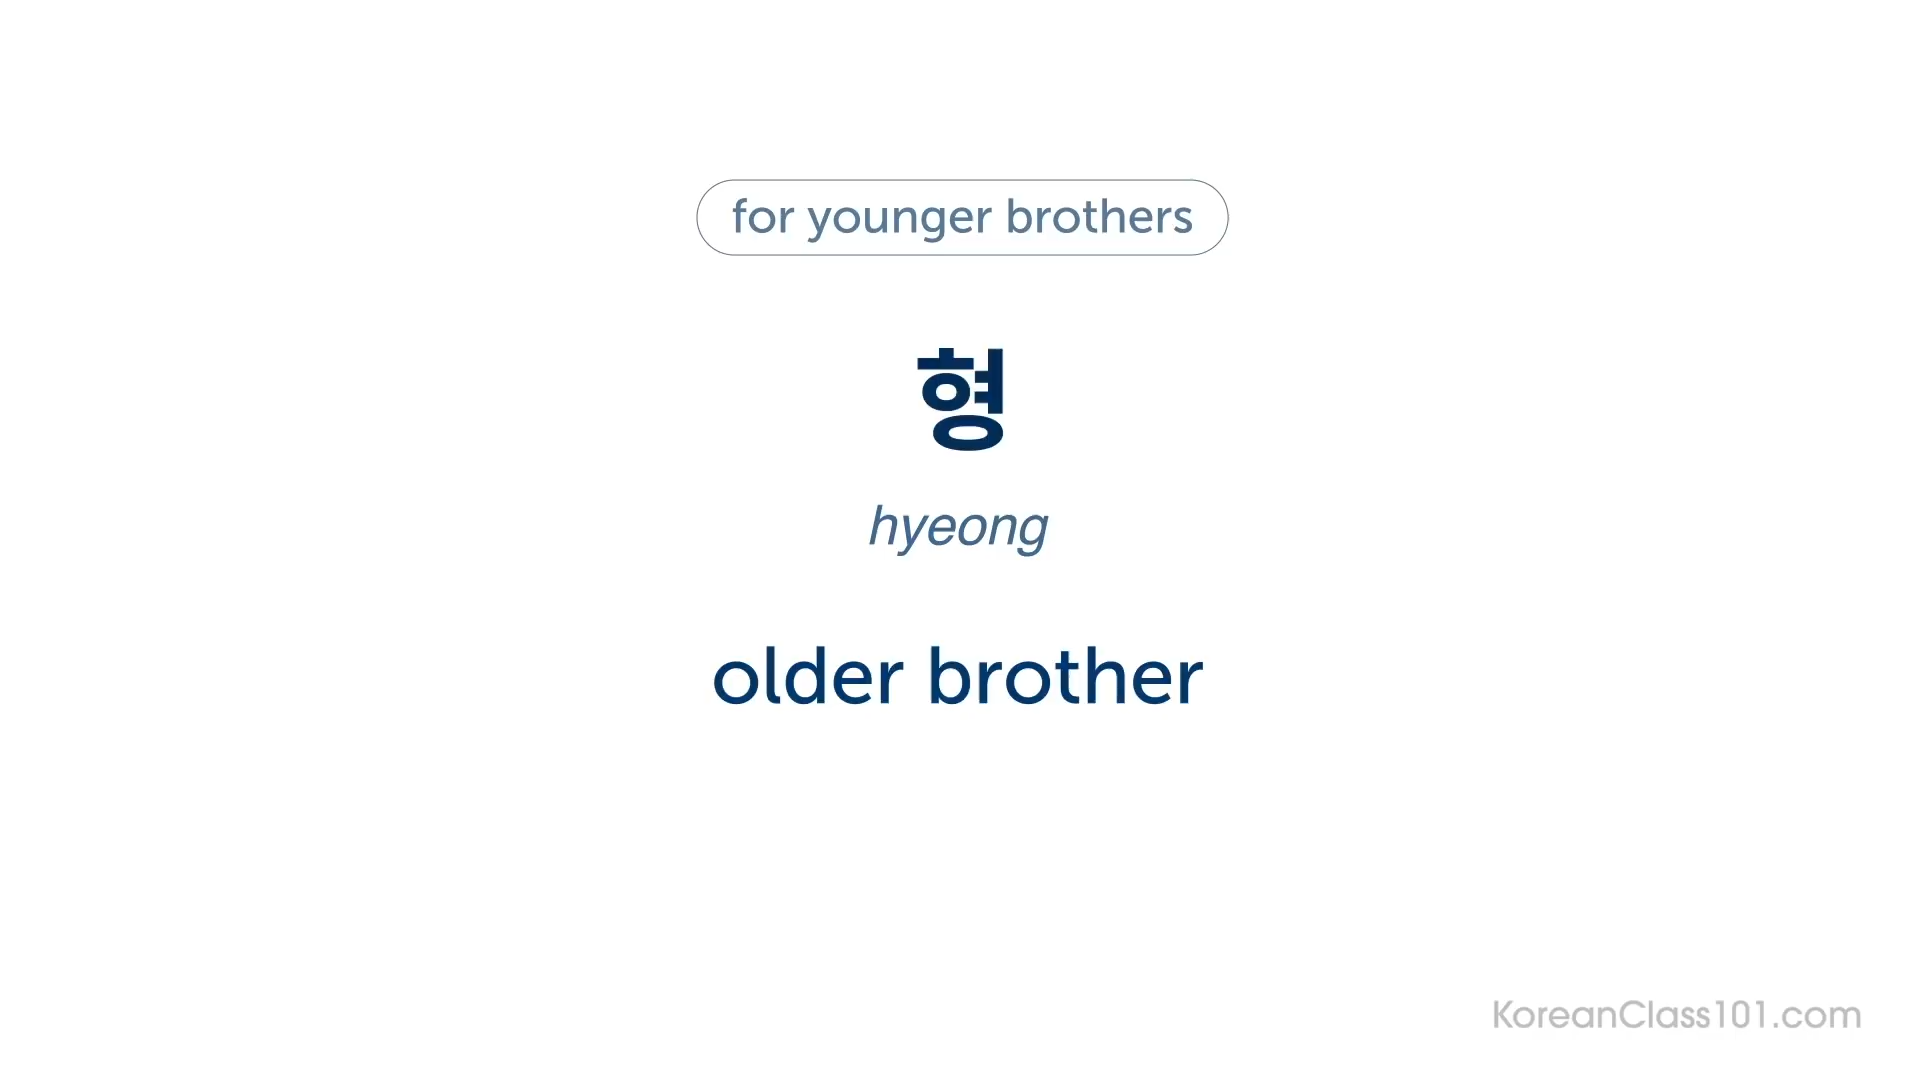 for younger brothers
형
hyeong
older brother
KoreanClass101.com